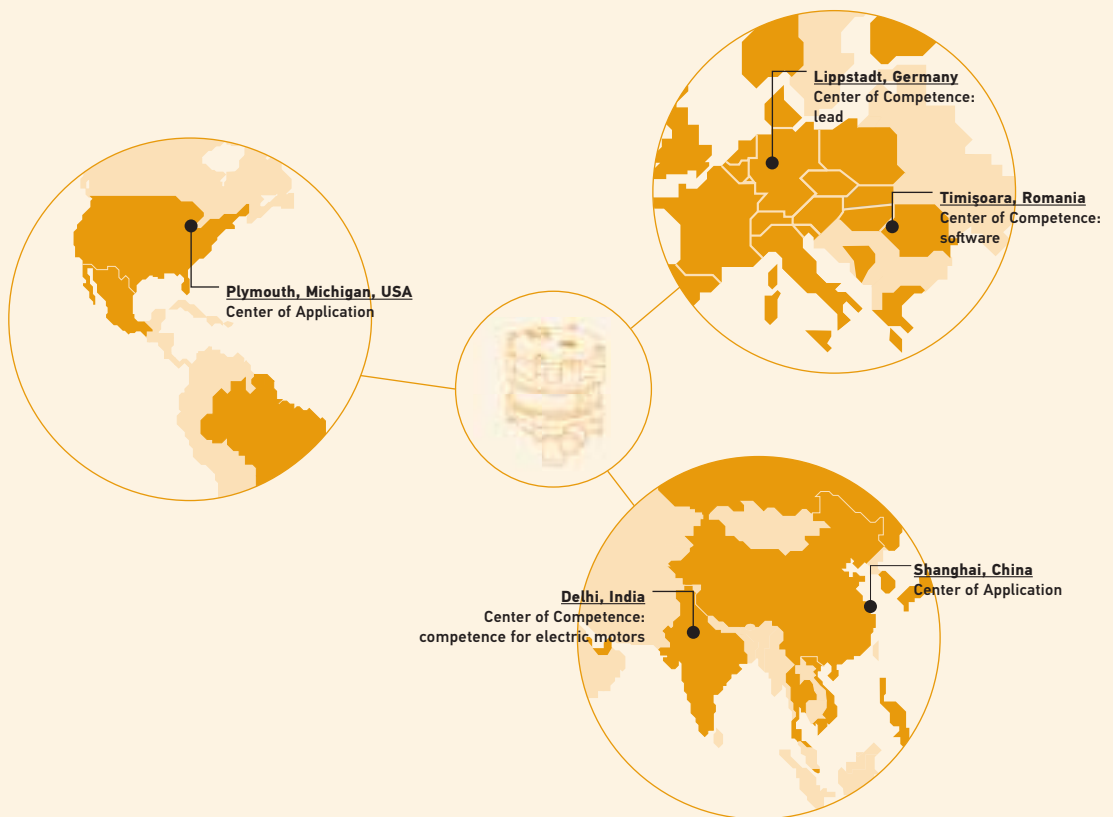 Lippstadt, Germany
Center of Competence:
lead
Timişoara, Romania
Center of Competence:
software
Plymouth, Michigan, USA
Center of Application
Shanghai, China
Center of Application
Delhi, India
Center of Competence:
competence for electric motors